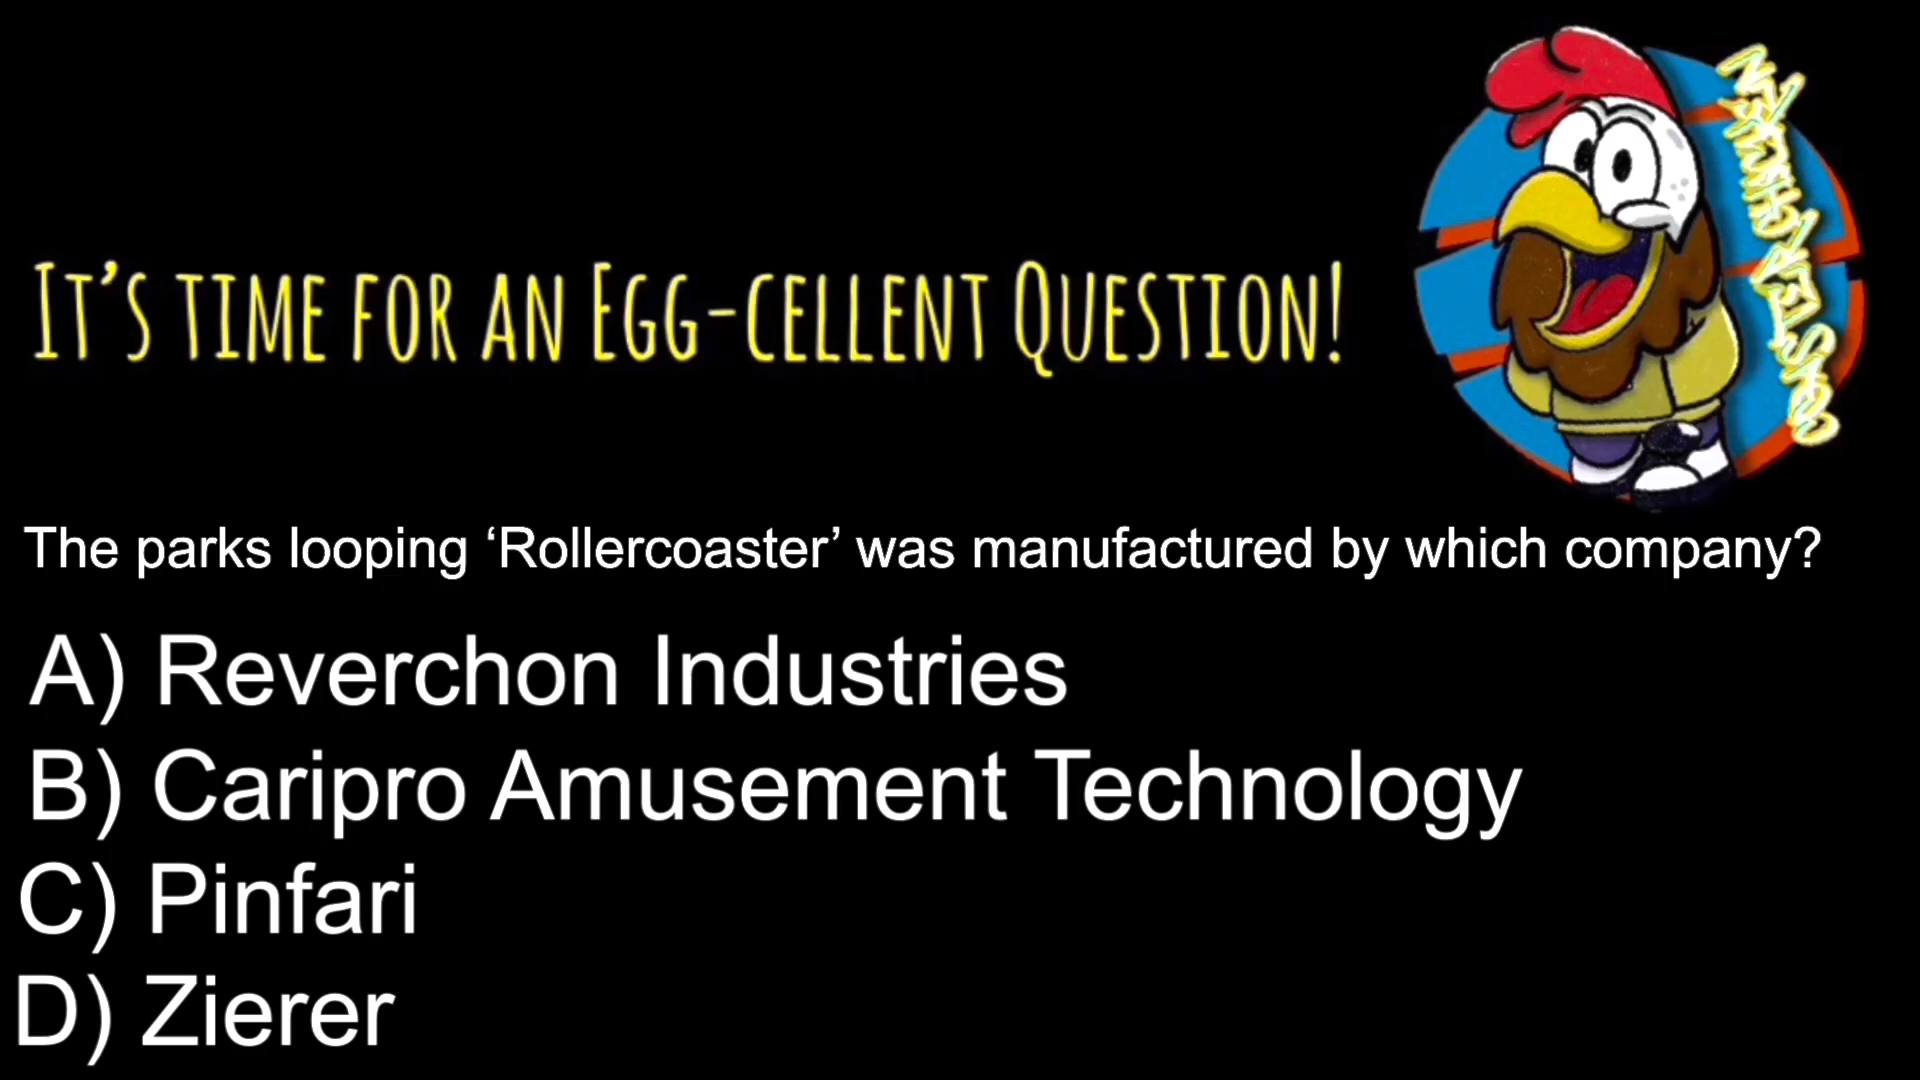 It's time for an Egg-cellent Question!
The parks looping ‘Rollercoaster’ was manufactured by which company?
A) Reverchon Industries
B) Caripro Amusement Technology
C) Pinfari
D) Zierer